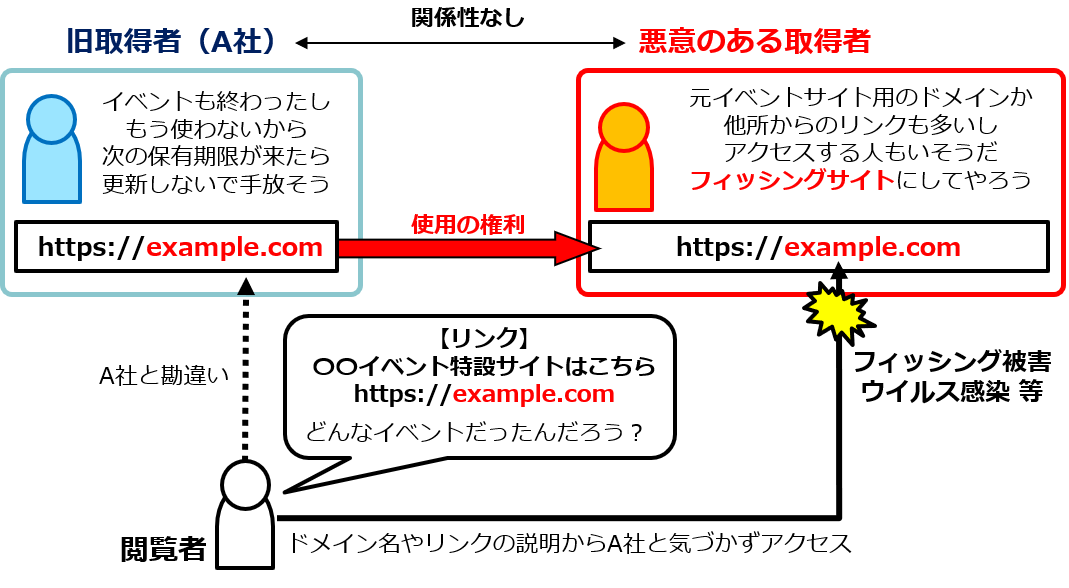 関係性なし
旧取得者（A社）
悪意のある取得者
イベントも終わったし
もう使わないから
次の保有期限が来たら
更新しないで手放そう
https://example.com
使用の権利
元イベントサイト用のドメインか
他所からのリンクも多いし
アクセスする人もいそうだ
フィッシングサイトにしてやろう
https://example.com
A社と勘違い
【リンク】
〇〇イベント特設サイトはこちら
https://example.com
どんなイベントだったんだろう？
フィッシング被害
ウイルス感染 等
閲覧者
ドメイン名やリンクの説明からA社と気づかずアクセス